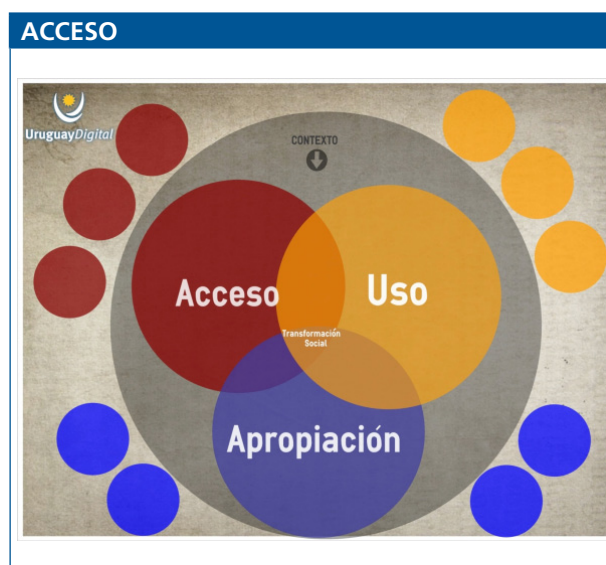 ACCESO
UruguayDigital
CONTEXTO
Acceso
Uso
Transformación
Social
Apropiación